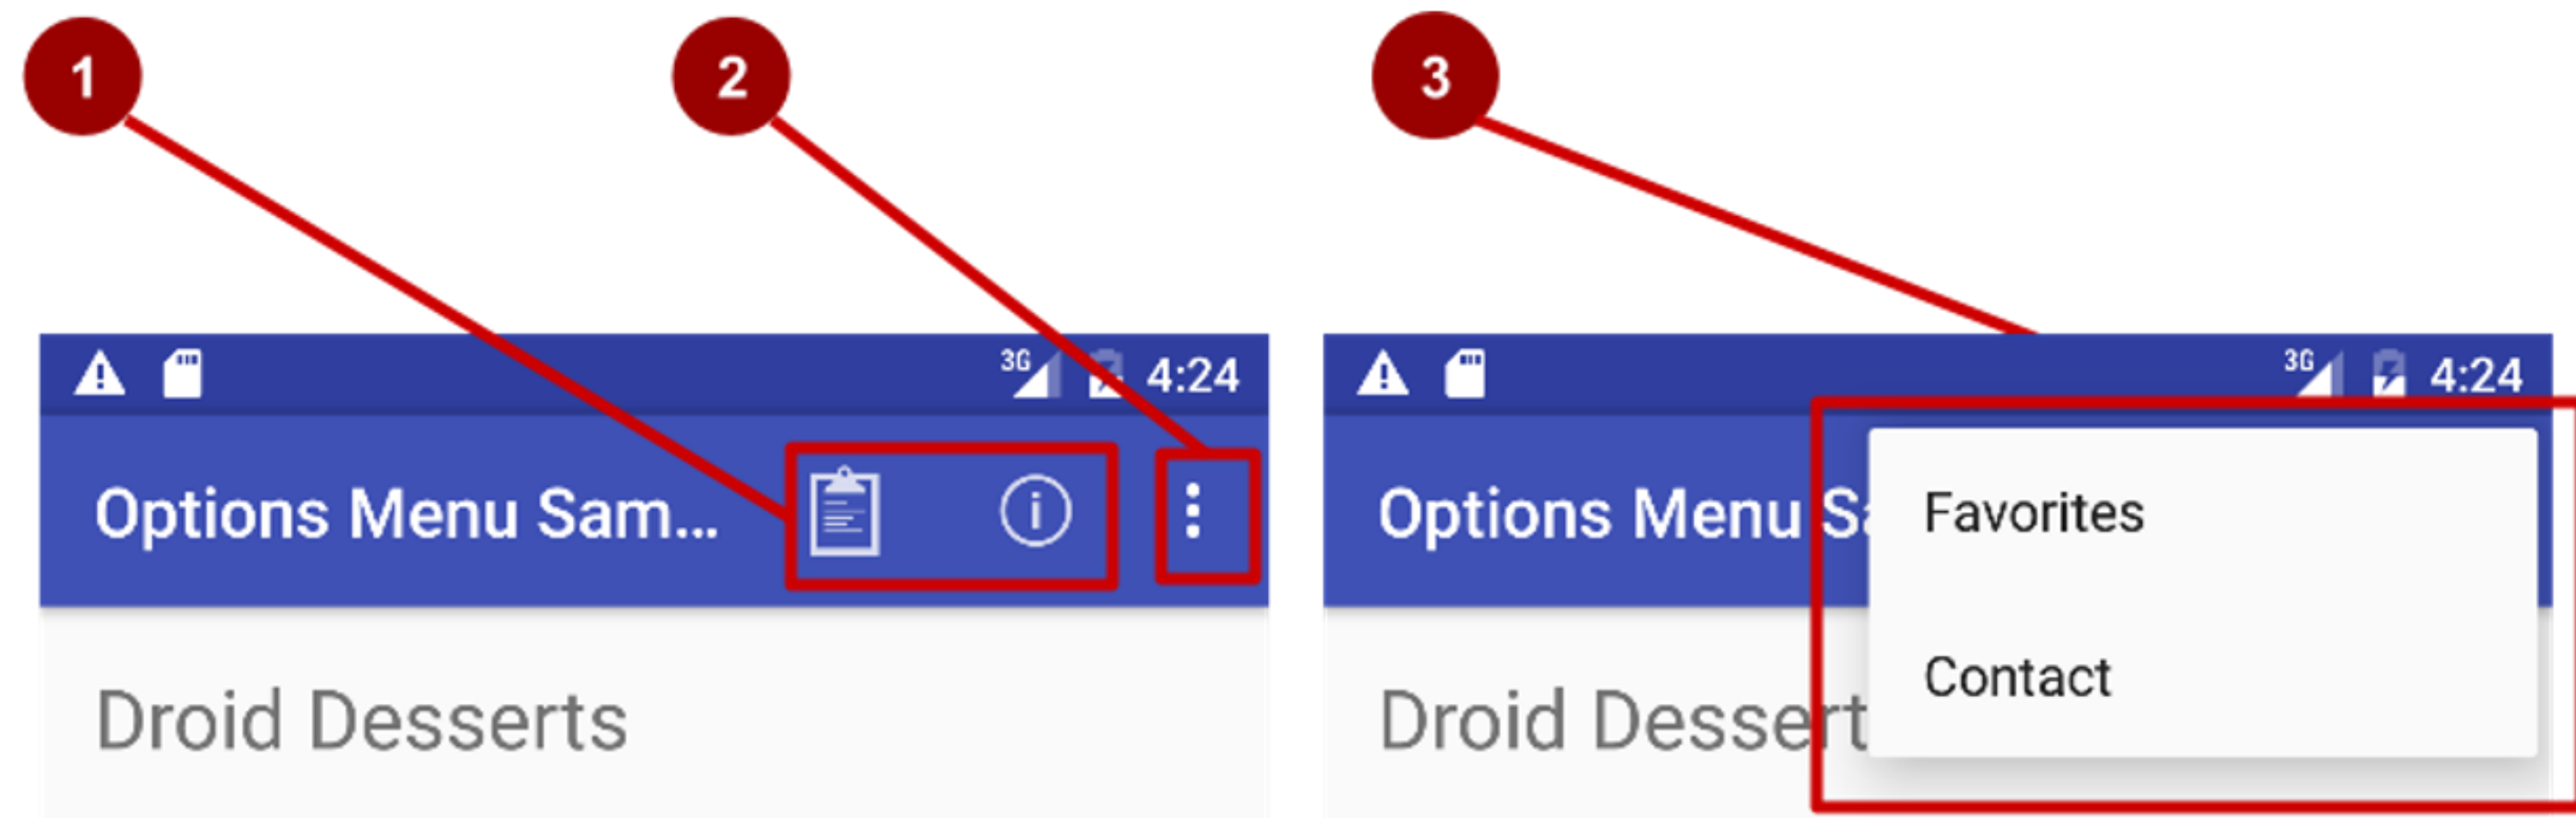 1
2
3
3G 4:24
Options Menu Sam...
Droid Desserts
3G 4:24
Options Menu Sa
Droid Dessert
Favorites
Contact